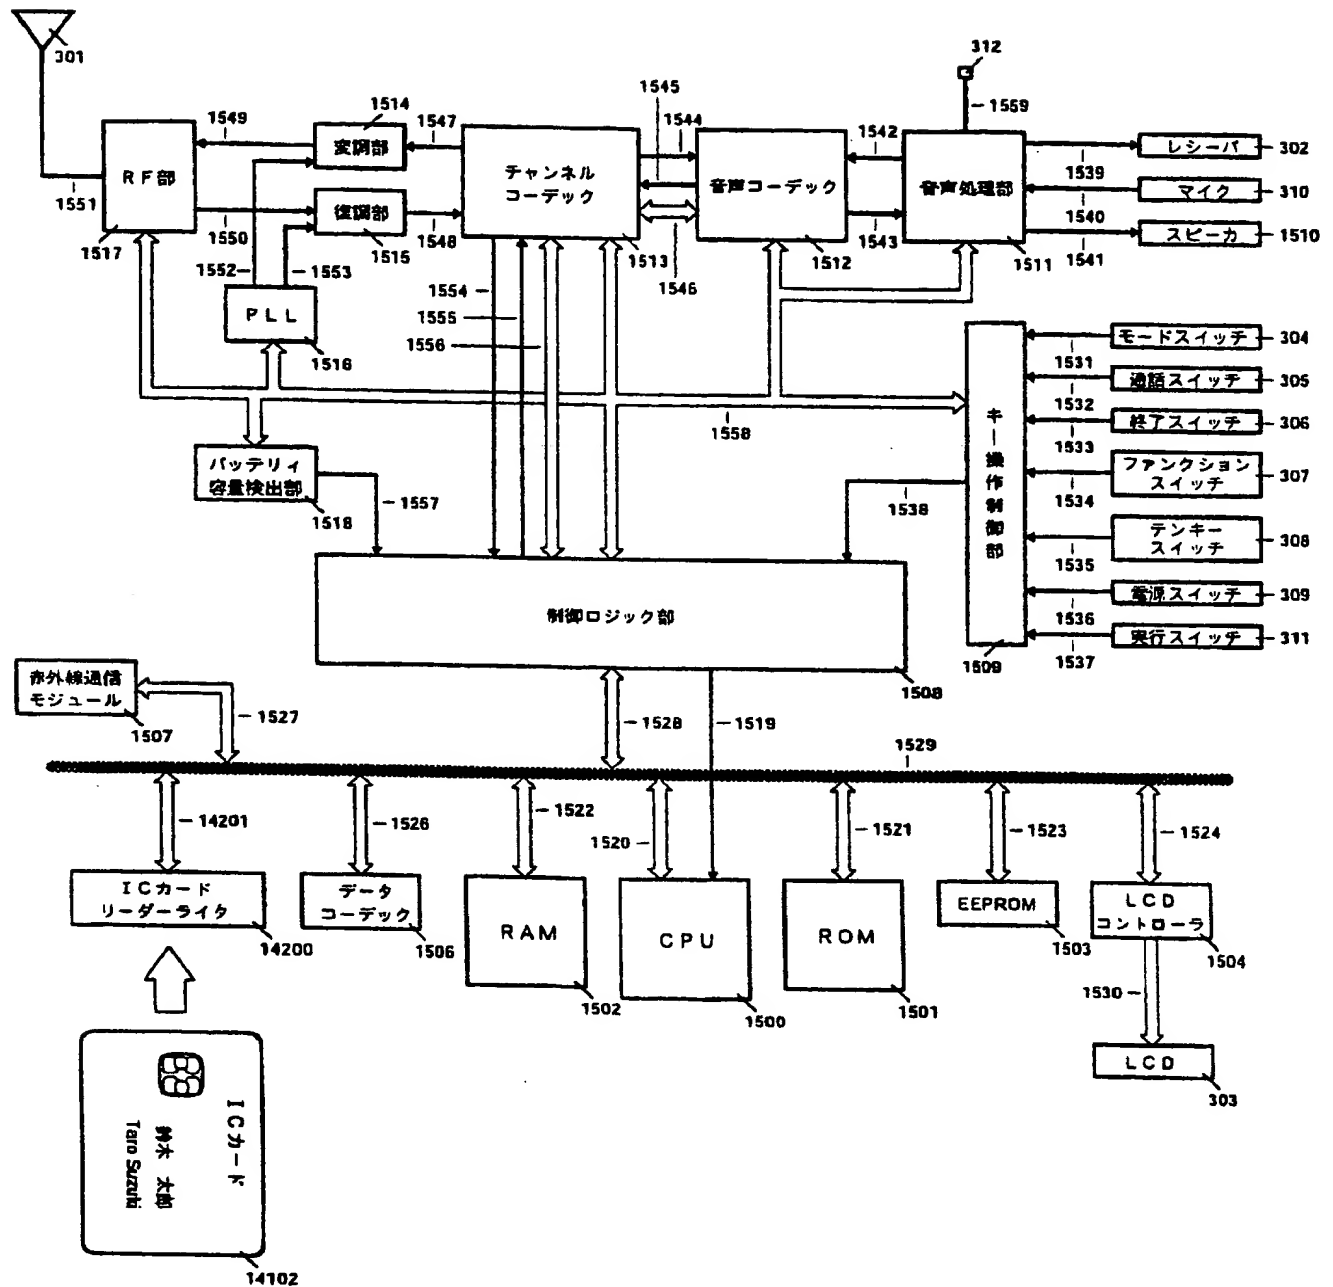 301
312
1559
1545
1544
1514
1549
1547
1542
変調部
RF部
チャンネル
コーデック
音声コーデック
音声処理部
レシーバ
302
1539
マイク
310
1540
スピーカ
1510
1541
1551
1517
1550
復調部
1548
1515
1552
1553
1513
1546
1543
1512
1511
PLL
1516
1554
1555
1556
モードスイッチ
304
1531
通話スイッチ
305
1532
終了スイッチ
306
1533
ファンクション
スイッチ
307
1534
テンキー
スイッチ
308
1535
電源スイッチ
309
1536
実行スイッチ
311
1537
キー操作制御部
1509
1558
1538
バッテリィ
容量検出部
1518
1557
制御ロジック部
1508
赤外線通信
モジュール
1507
1527
1528
1519
1529
14201
1526
1522
1520
1521
1523
1524
ICカード
リーダーライタ
14200
データ
コーデック
1506
RAM
1502
CPU
1500
ROM
1501
EEPROM
1503
LCD
コントローラ
1504
1530
LCD
303
ICカード
鈴木 太郎
Taro Suzuki
14102